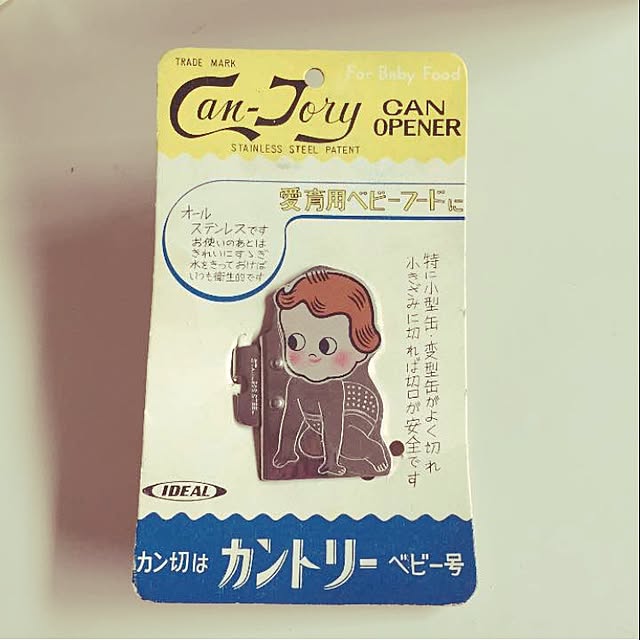 TRADE MARK
For Baby Food
Can-Tory
CAN
OPENER
STAINLESS STEEL PATENT
愛育用ベビーフードに
オール
ステンレスです
お使いのあとは
きれいにすゝぎ
水をきっておけば
いつも衛生的です
特に小型缶・変型缶がよく切れ
小きざみに切れば切口が安全です
IDEAL
カン切は カントリー ベビー号